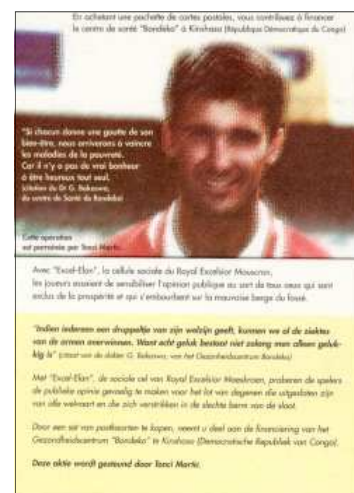 En achetant une pochette de cartes postales, vous contribuez à financer
le centre de santé "Bondeko" à Kinshasa (République Démocratique du Congo)
"Si chacun donne une goutte de son
bien-être, nous arriverons à vaincre
les maladies de la pauvreté.
Car il n'y a pas de vrai bonheur
à être heureux tout seul.
(citation du Dr G. Bakaswa,
du centre de Santé du Bondeko)
Cette opération
est parrainée par Tonci Martic.
Avec "Excel-Elan", la cellule sociale du Royal Excelsior Mouscron,
les joueurs essaient de sensibiliser l'opinion publique au sort de tous ceux qui sont
exclus de la prospérité et qui s'embourbent sur la mauvaise berge du fossé.
"Indien iedereen een druppeltje van zijn welzijn geeft, kunnen we al de ziektes
van de armen overwinnen. Want echt geluk bestaat niet zolang men alleen geluk-
kig is" (citaat van de dokter G. Bakaswa, van het Gezondheidscentrum Bondeko)
Met "Excel-Elan", de sociale cel van Royal Excelsior Moeskroen, proberen de spelers
de publieke opinie gevoelig te maken voor het lot van degenen die uitgesloten zijn
van alle welvaart en die zich verstrikken in de slechte berm van de sloot.
Door een set van postkaarten te kopen, neemt u deel aan de financiering van het
Gezondheidscentrum "Bondeko" te Kinshasa (Democratische Republiek van Congo).
Deze aktie wordt gesteund door Tonci Martic.